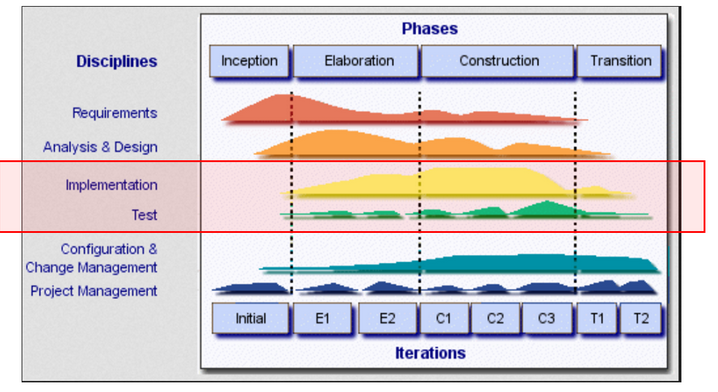 Phases
Disciplines
Inception
Elaboration
Construction
Transition
Requirements
Analysis & Design
Implementation
Test
Configuration &
Change Management
Project Management
Initial
E1
E2
C1
C2
C3
T1
T2
Iterations